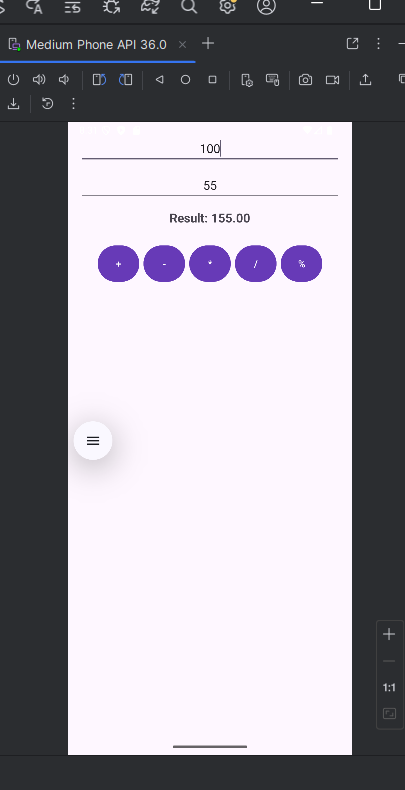 Medium Phone API 36.0
100
55
Result: 155.00
+ - * / %
1:1